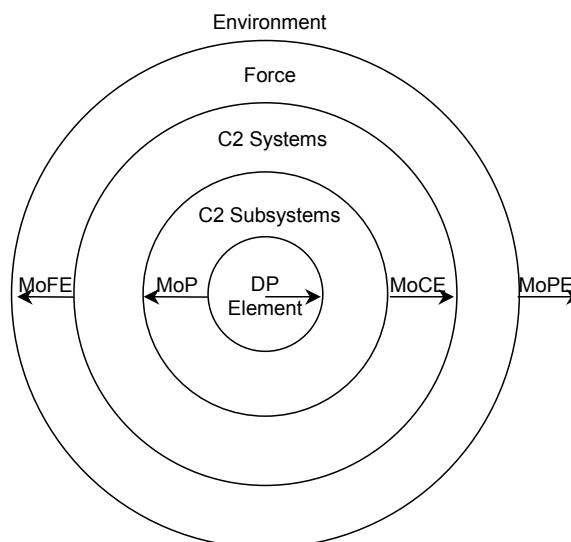 Environment
Force
C2 Systems
C2 Subsystems
MoFE MoP DP MoCE MoPE
Element